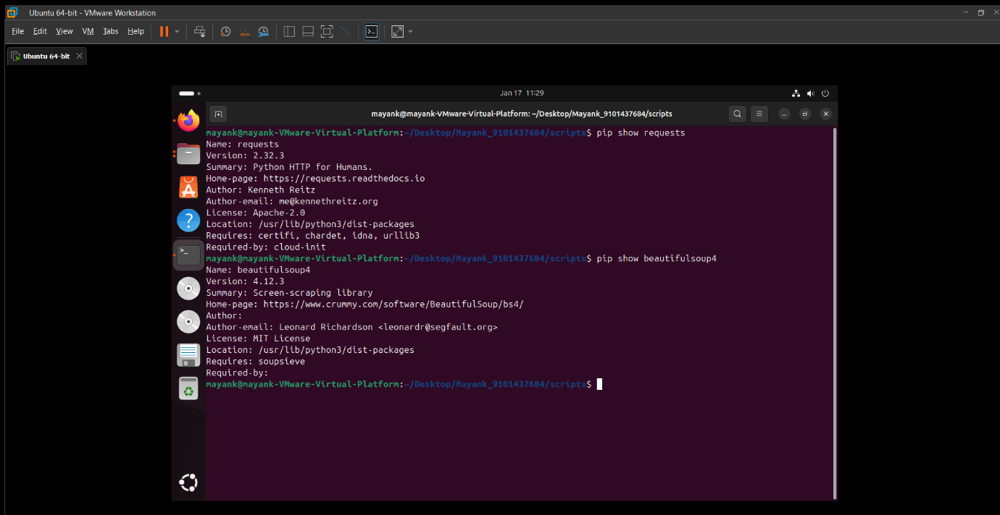 Ubuntu 64-bit - VMware Workstation
File Edit View VM Tabs Help
Ubuntu 64-bit
Jan 17 11:29
mayank@mayank-VMware-Virtual-Platform: ~/Desktop/Mayank_9101437684/scripts
mayank@mayank-VMware-Virtual-Platform:~/Desktop/Mayank_9101437684/scripts$ pip show requests
Name: requests
Version: 2.32.3
Summary: Python HTTP for Humans.
Home-page: https://requests.readthedocs.io
Author: Kenneth Reitz
Author-email: me@kennethreitz.org
License: Apache-2.0
Location: /usr/lib/python3/dist-packages
Requires: certifi, chardet, idna, urllib3
Required-by: cloud-init
mayank@mayank-VMware-Virtual-Platform:~/Desktop/Mayank_9101437684/scripts$ pip show beautifulsoup4
Name: beautifulsoup4
Version: 4.12.3
Summary: Screen-scraping library
Home-page: https://www.crummy.com/software/BeautifulSoup/bs4/
Author:
Author-email: Leonard Richardson <leonardr@segfault.org>
License: MIT License
Location: /usr/lib/python3/dist-packages
Requires: soupsieve
Required-by:
mayank@mayank-VMware-Virtual-Platform:~/Desktop/Mayank_9101437684/scripts$